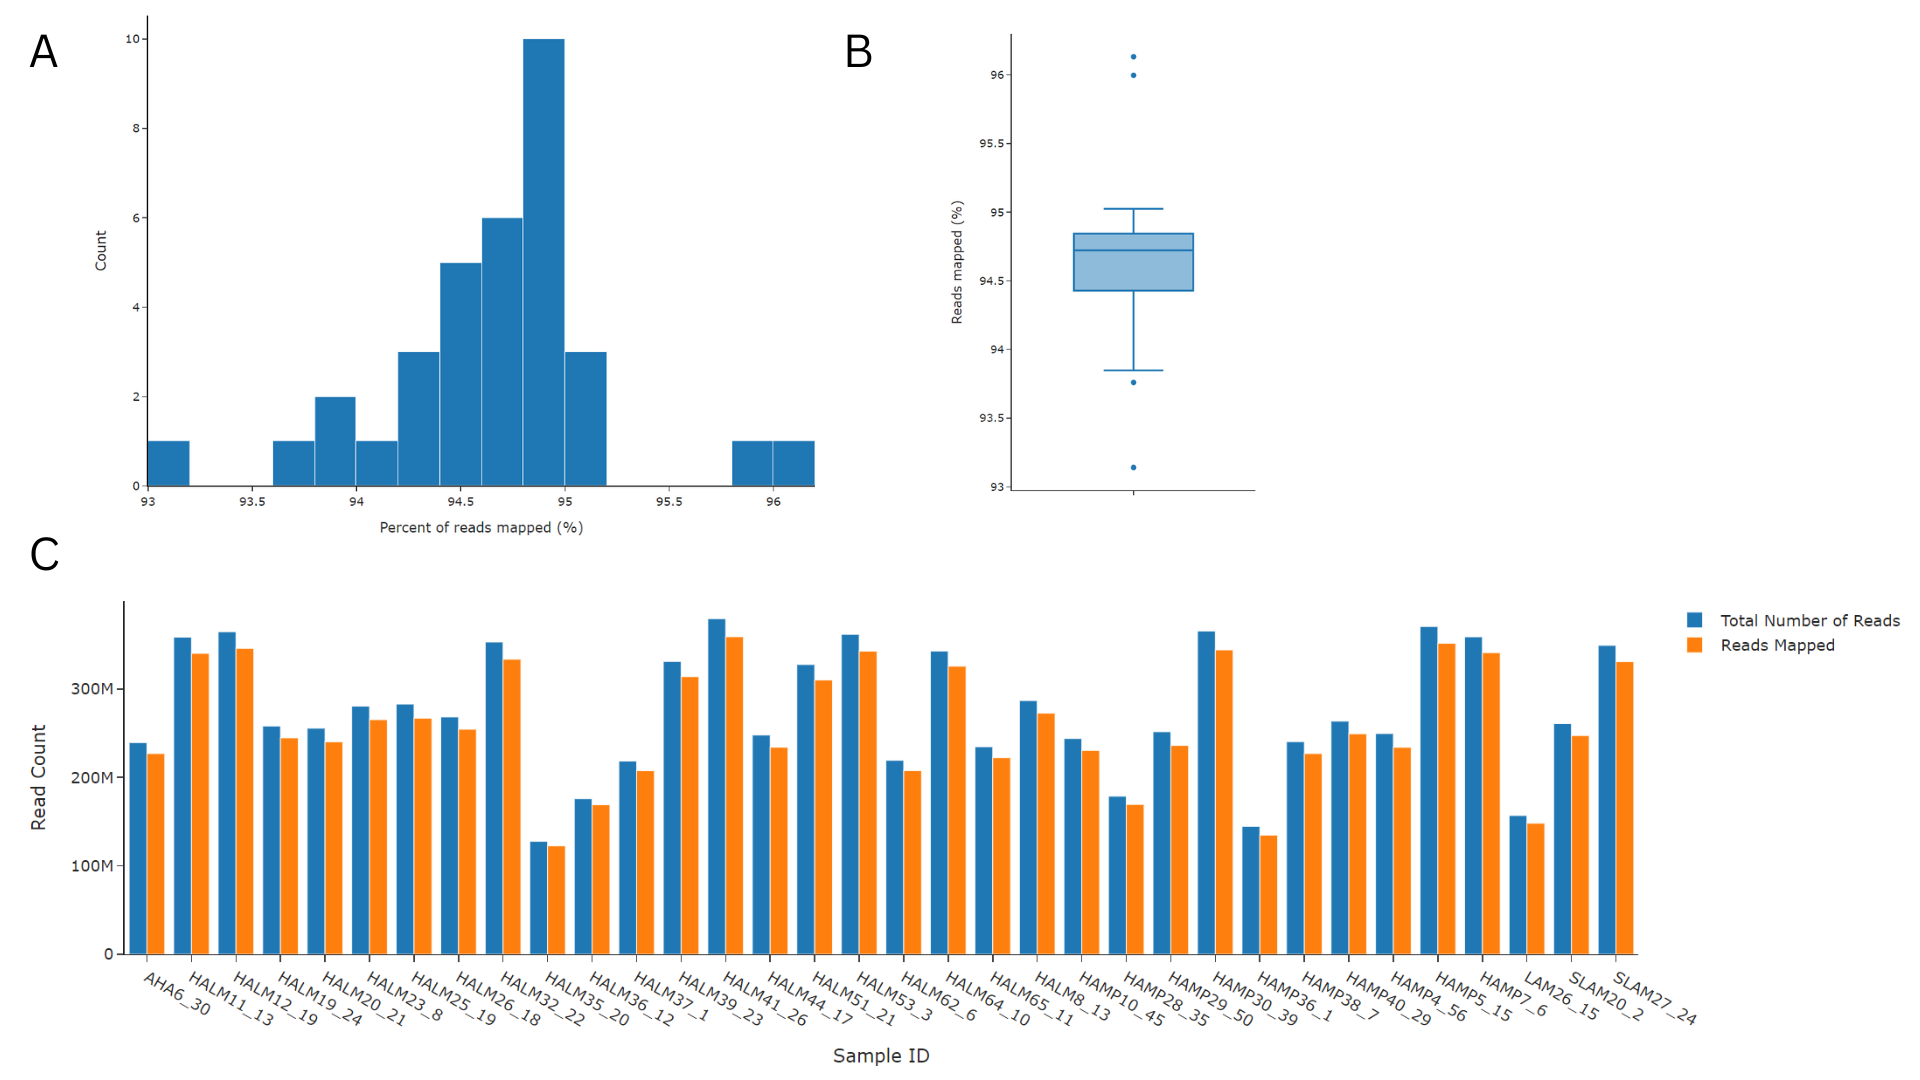 A
10
8
6
4
2
0
Count
93
93.5
94
94.5
95
95.5
96
Percent of reads mapped (%)
B
96
95.5
95
94.5
94
93.5
93
Reads mapped (%)
C
300M
200M
100M
0
Read Count
AHA6_30
HALM11_13
HALM12_19
HALM19_24
HALM20_21
HALM23_8
HALM25_19
HALM26_18
HALM32_22
HALM35_20
HALM36_12
HALM37_1
HALM39_23
HALM41_26
HALM44_17
HALM51_21
HALM53_3
HALM62_6
HALM64_10
HALM65_11
HALM8_13
HAMP10_45
HAMP28_35
HAMP29_50
HAMP30_39
HAMP36_1
HAMP38_7
HAMP40_29
HAMP4_56
HAMP5_15
HAMP7_6
LAM26_15
SLAM20_2
SLAM27_24
Sample ID
Total Number of Reads
Reads Mapped